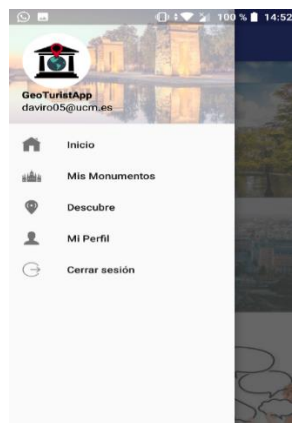 100 % 14:52
GeoTuristApp
daviro05@ucm.es
Inicio
Mis Monumentos
Descubre
Mi Perfil
Cerrar sesión